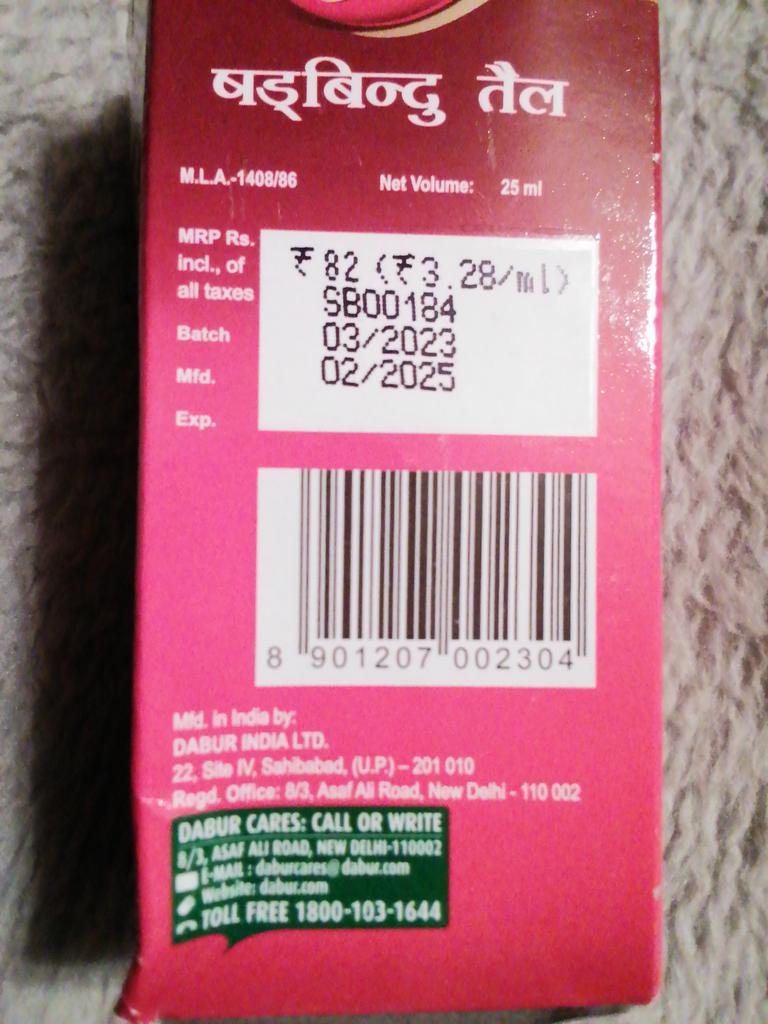 षड्बिन्दु तैल
M.L.A.-1408/86 Net Volume: 25 ml
MRP Rs.
incl., of
all taxes
Batch
Mfd.
Exp.
₹ 82 (₹3.28/ml)
SB00184
03/2023
02/2025
8 901207 002304
Mfd. in India by:
DABUR INDIA LTD.
22, Site IV, Sahibabad, (U.P.) – 201 010
Regd. Office: 8/3, Asaf Ali Road, New Delhi - 110 002
DABUR CARES: CALL OR WRITE
8/3, ASAF ALI ROAD, NEW DELHI-110002
E-MAIL : daburcares@dabur.com
Website: dabur.com
TOLL FREE 1800-103-1644